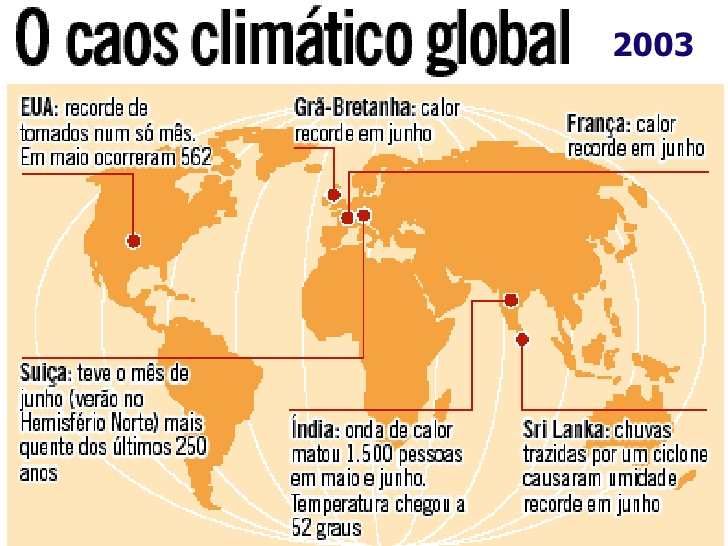 O caos climático global 2003
EUA: recorde de
tornados num só mês.
Em maio ocorreram 562
Grã-Bretanha: calor
recorde em junho
França: calor
recorde em junho
Suiça: teve o mês de
junho (verão no
Hemisfério Norte) mais
quente dos últimos 250
anos
Índia: onda de calor
matou 1.500 pessoas
em maio e junho.
Temperatura chegou a
52 graus
Sri Lanka: chuvas
trazidas por um ciclone
causaram umidade
recorde em junho